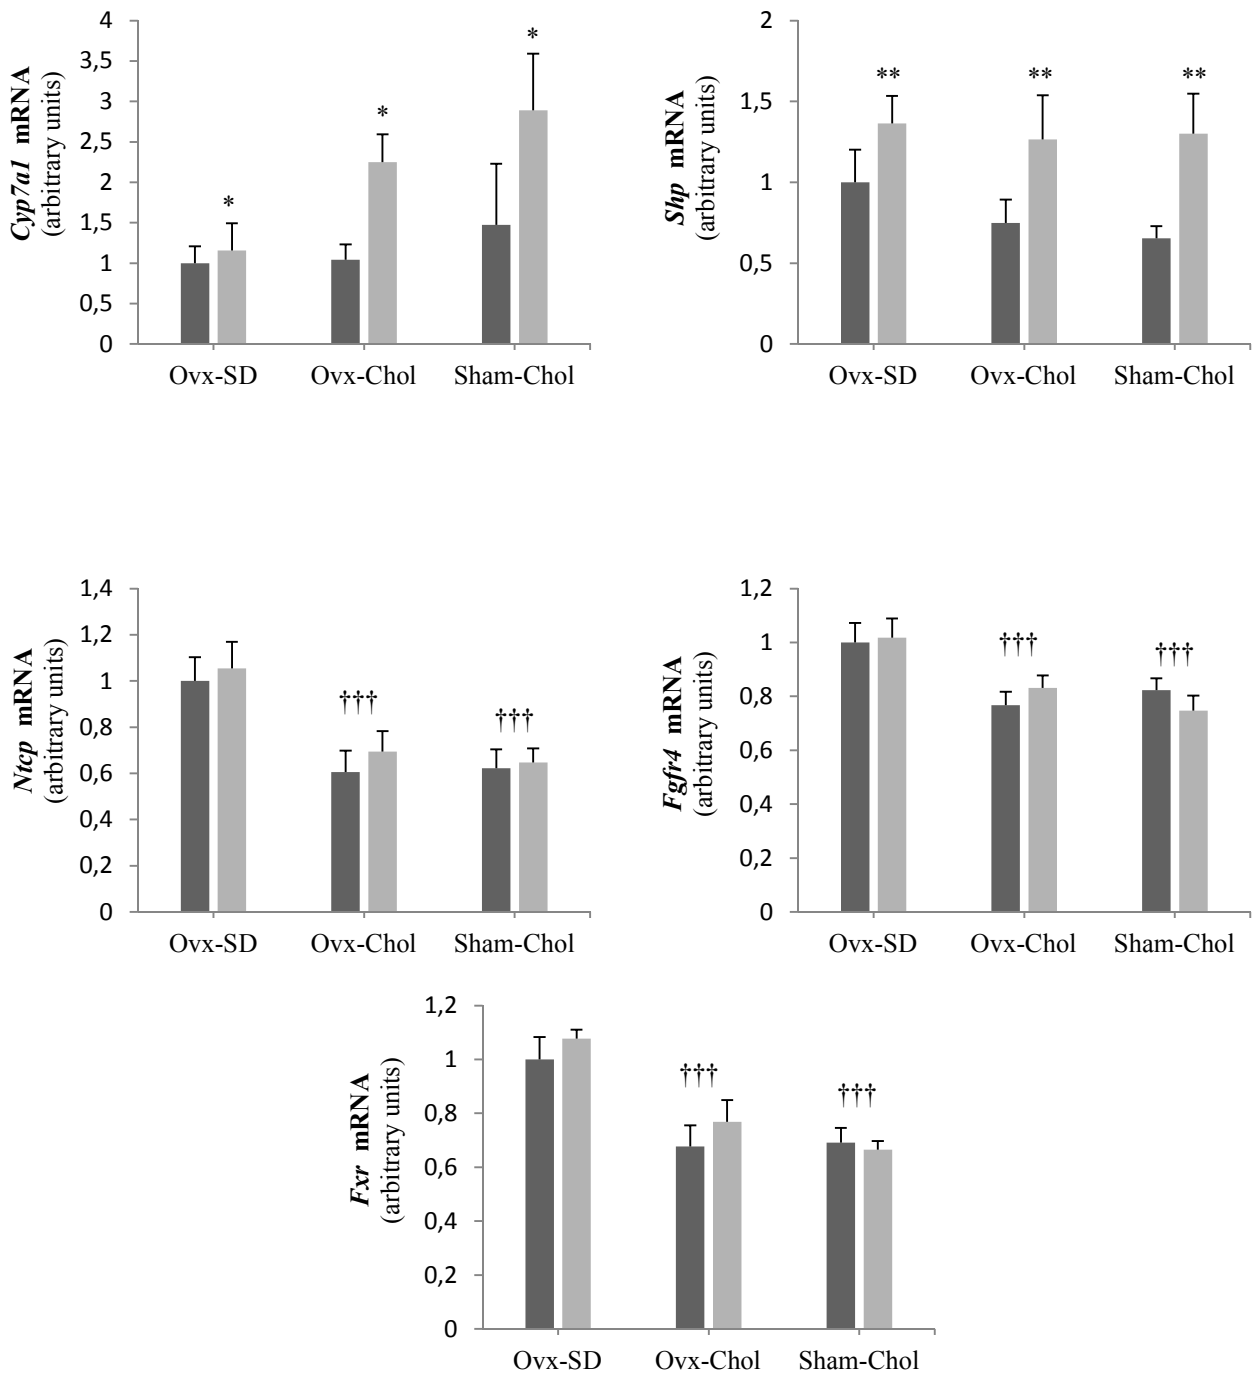 Cyp7a1 mRNA
(arbitrary units)
4
3,5
3
2,5
2
1,5
1
0,5
0
*
*
*
Ovx-SD
Ovx-Chol
Sham-Chol
Shp mRNA
(arbitrary units)
2
1,5
1
0,5
0
**
**
**
Ovx-SD
Ovx-Chol
Sham-Chol
Ntcp mRNA
(arbitrary units)
1,4
1,2
1
0,8
0,6
0,4
0,2
0
†††
†††
Ovx-SD
Ovx-Chol
Sham-Chol
Fgfr4 mRNA
(arbitrary units)
1,2
1
0,8
0,6
0,4
0,2
0
†††
†††
Ovx-SD
Ovx-Chol
Sham-Chol
Fxr mRNA
(arbitrary units)
1,2
1
0,8
0,6
0,4
0,2
0
†††
†††
Ovx-SD
Ovx-Chol
Sham-Chol